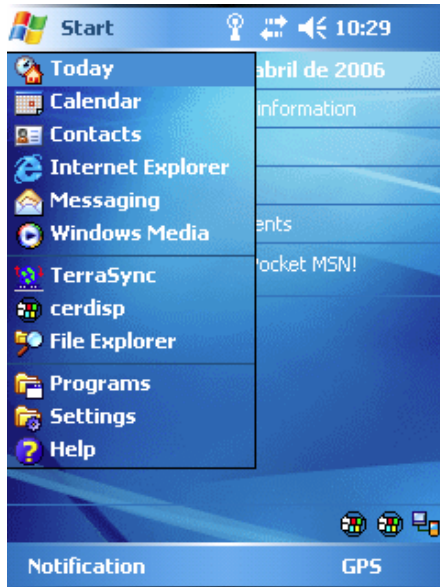 Start 10:29
Today
abril de 2006
Calendar
information
Contacts
Internet Explorer
Messaging
Windows Media
ents
Pocket MSN!
TerraSync
cerdisp
File Explorer
Programs
Settings
Help
Notification GPS